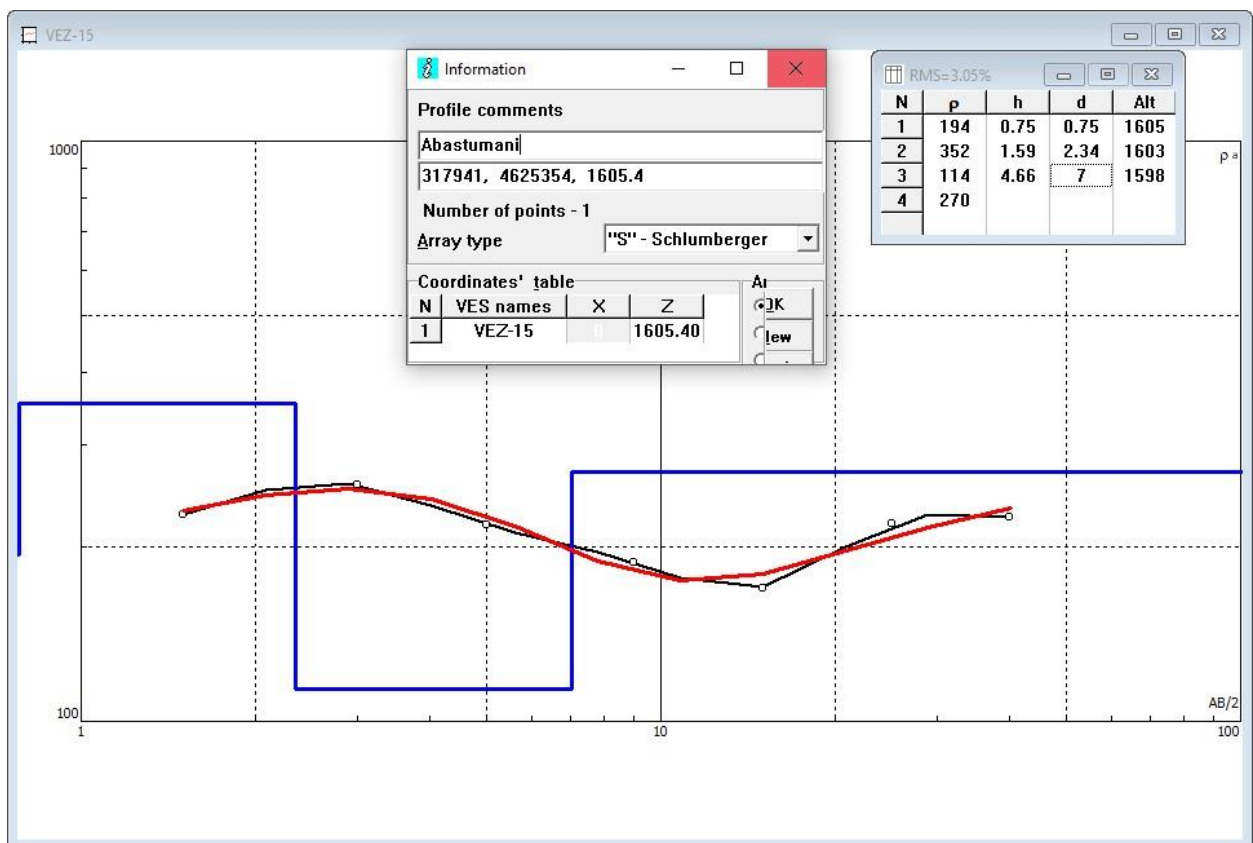 VEZ-15
Information
Profile comments
Abastumani
317941, 4625354, 1605.4
Number of points - 1
Array type "S" - Schlumberger
Coordinates' table
N VES names X Z
1 VEZ-15 0 1605.40
RMS=3.05%
N ρ h d Alt
1 194 0.75 0.75 1605
2 352 1.59 2.34 1603
3 114 4.66 7 1598
4 270
1000
ρ a
100
AB/2
1 10 100